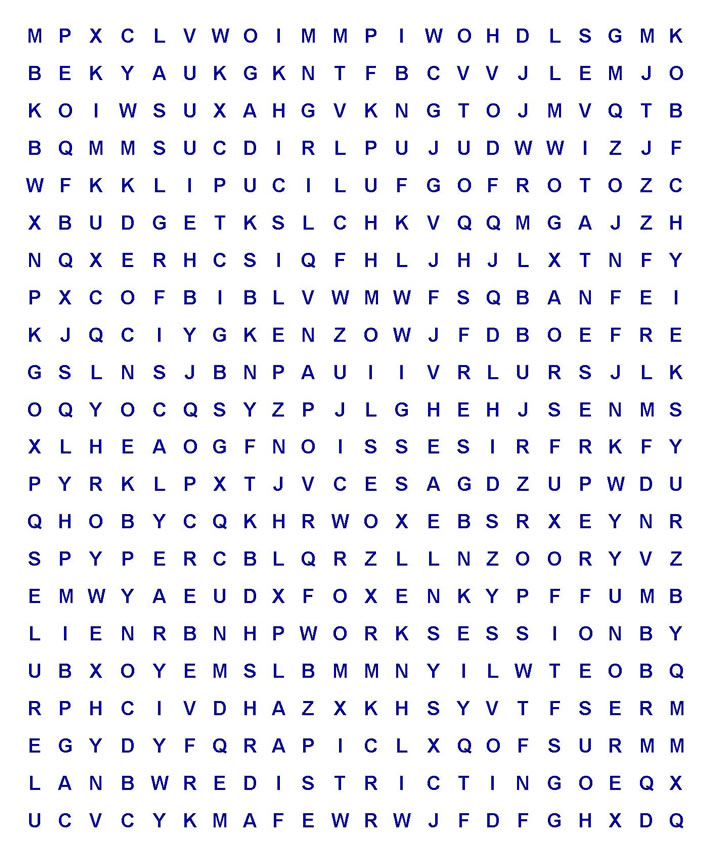 M P X C L V W O I M M P I W O H D L S G M K
B E K Y A U K G K N T F B C V V J L E M J O
K O I W S U X A H G V K N G T O J M V Q T B
B Q M M S U C D I R L P U J U D W W I Z J F
W F K K L I P U C I L U F G O F R O T O Z C
X B U D G E T K S L C H K V Q Q M G A J Z H
N Q X E R H C S I Q F H L J H J L X T N F Y
P X C O F B I B L V W M W F S Q B A N F E I
K J Q C I Y G K E N Z O W J F D B O E F R E
G S L N S J B N P A U I I V R L U R S J L K
O Q Y O C Q S Y Z P J L G H E H J S E N M S
X L H E A O G F N O I S S E S I R F R K F Y
P Y R K L P X T J V C E S A G D Z U P W D U
Q H O B Y C Q K H R W O X E B S R X E Y N R
S P Y P E R C B L Q R Z L L N Z O O R Y V Z
E M W Y A E U D X F O X E N K Y P F F U M B
L I E N R B N H P W O R K S E S S I O N B Y
U B X O Y E M S L B M M N Y I L W T E O B Q
R P H C I V D H A Z X K H S Y V T F S E R M
E G Y D Y F Q R A P I C L X Q O F S U R M M
L A N B W R E D I S T R I C T I N G O E Q X
U C V C Y K M A F E W R W J F D F G H X D Q